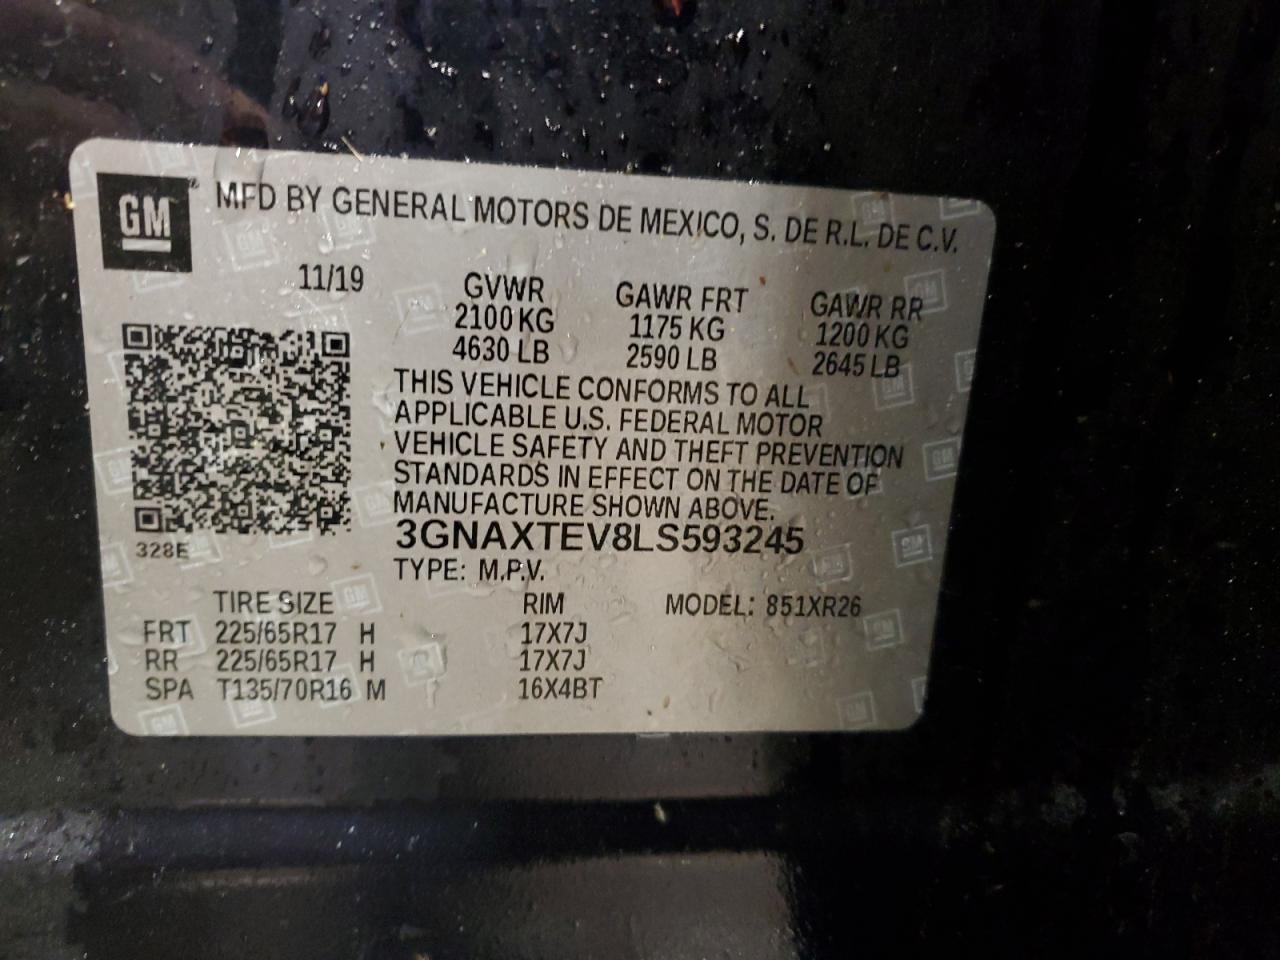 GM
MFD BY GENERAL MOTORS DE MEXICO, S. DE R.L. DE C.V.
11/19
GVWR GAWR FRT GAWR RR
2100 KG 1175 KG 1200 KG
4630 LB 2590 LB 2645 LB
THIS VEHICLE CONFORMS TO ALL
APPLICABLE U.S. FEDERAL MOTOR
VEHICLE SAFETY AND THEFT PREVENTION
STANDARDS IN EFFECT ON THE DATE OF
MANUFACTURE SHOWN ABOVE.
328E
3GNAXTEV8LS593245
TYPE: M.P.V.
TIRE SIZE RIM MODEL: 851XR26
FRT 225/65R17 H 17X7J
RR 225/65R17 H 17X7J
SPA T135/70R16 M 16X4BT